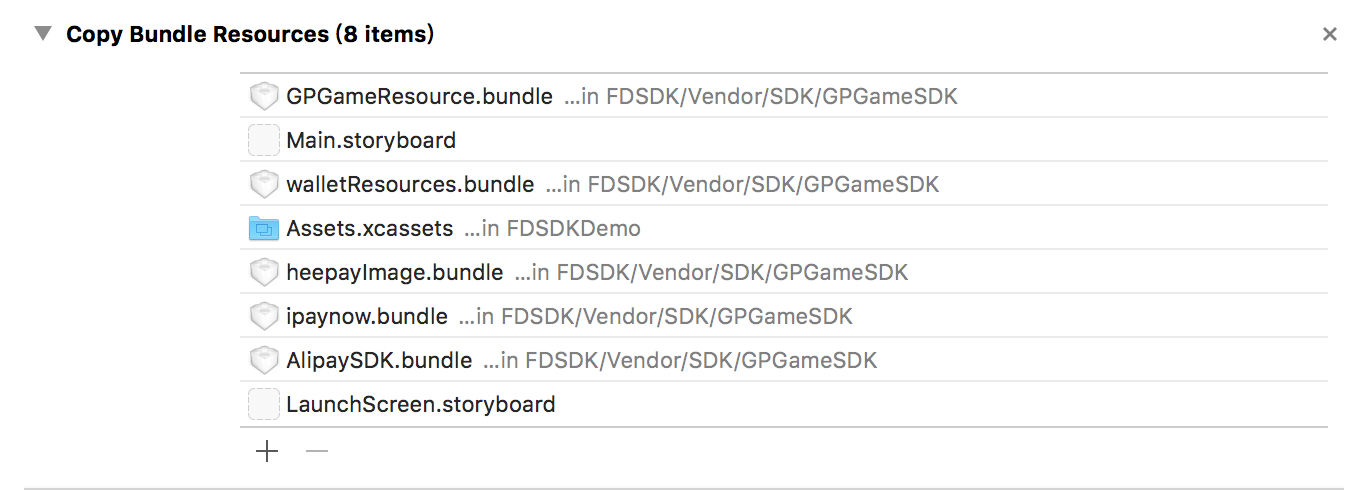 Copy Bundle Resources (8 items)
GPGameResource.bundle ...in FDSDK/Vendor/SDK/GPGameSDK
Main.storyboard
walletResources.bundle ...in FDSDK/Vendor/SDK/GPGameSDK
Assets.xcassets ...in FDSDKDemo
heepayImage.bundle ...in FDSDK/Vendor/SDK/GPGameSDK
ipaynow.bundle ...in FDSDK/Vendor/SDK/GPGameSDK
AlipaySDK.bundle ...in FDSDK/Vendor/SDK/GPGameSDK
LaunchScreen.storyboard